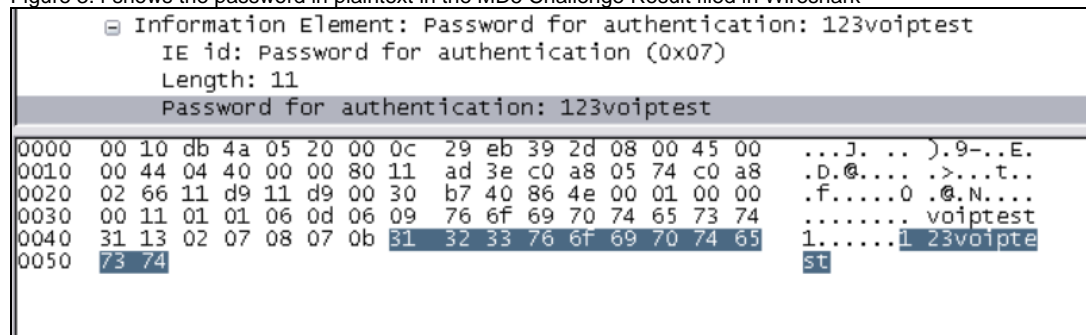 shows the password in plaintext in the MD5 Challenge Result filed in Wireshark
Information Element: Password for authentication: 123voiptest
IE id: Password for authentication (0x07)
Length: 11
Password for authentication: 123voiptest
0000 00 10 db 4a 05 20 00 0c 29 eb 39 2d 08 00 45 00 ...J. .. ).9-..E.
0010 00 44 04 40 00 00 80 11 ad 3e c0 a8 05 74 c0 a8 .D.@.... .>...t..
0020 02 66 11 d9 11 d9 00 30 b7 40 86 4e 00 01 00 00 .f.....0 .@.N....
0030 00 11 01 01 06 0d 06 09 76 6f 69 70 74 65 73 74 ........ voiptest
0040 31 13 02 07 08 07 0b 31 32 33 76 6f 69 70 74 65 1......1 23voipte
0050 73 74 st